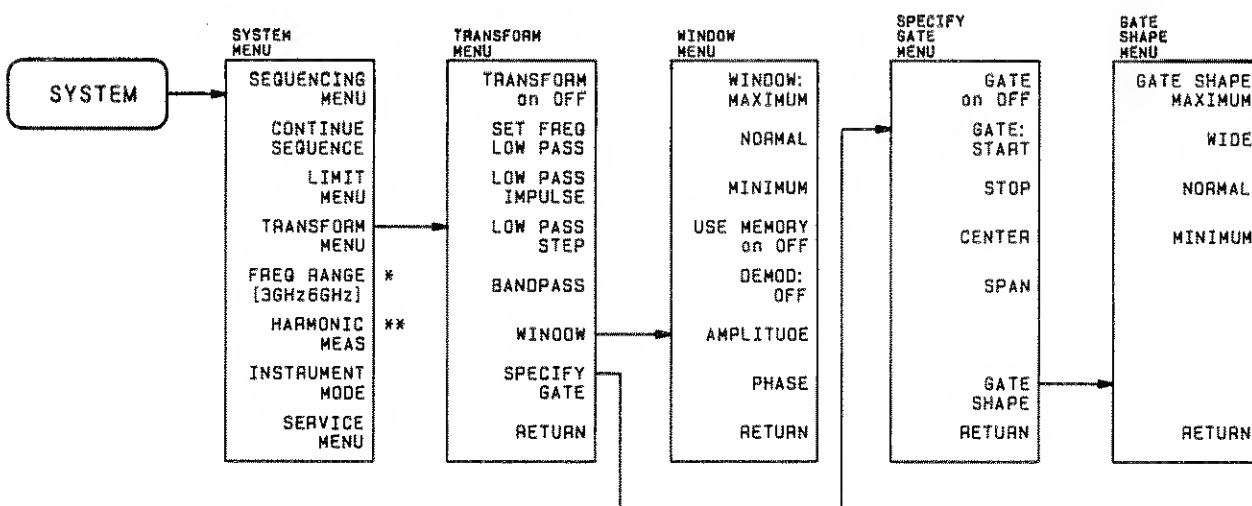 SYSTEM
SYSTEM
MENU
SEQUENCING
MENU
CONTINUE
SEQUENCE
LIMIT
MENU
TRANSFORM
MENU
FREQ RANGE *
[3GHz6GHz]
HARMONIC **
MEAS
INSTRUMENT
MODE
SERVICE
MENU
TRANSFORM
MENU
TRANSFORM
on OFF
SET FREQ
LOW PASS
LOW PASS
IMPULSE
LOW PASS
STEP
BANDPASS
WINDOW
SPECIFY
GATE
RETURN
WINDOW
MENU
WINDOW:
MAXIMUM
NORMAL
MINIMUM
USE MEMORY
on OFF
DEMOD:
OFF
AMPLITUDE
PHASE
RETURN
SPECIFY
GATE
MENU
GATE
on OFF
GATE:
START
STOP
CENTER
SPAN
GATE
SHAPE
RETURN
GATE
SHAPE
MENU
GATE SHAPE
MAXIMUM
WIDE
NORMAL
MINIMUM
RETURN